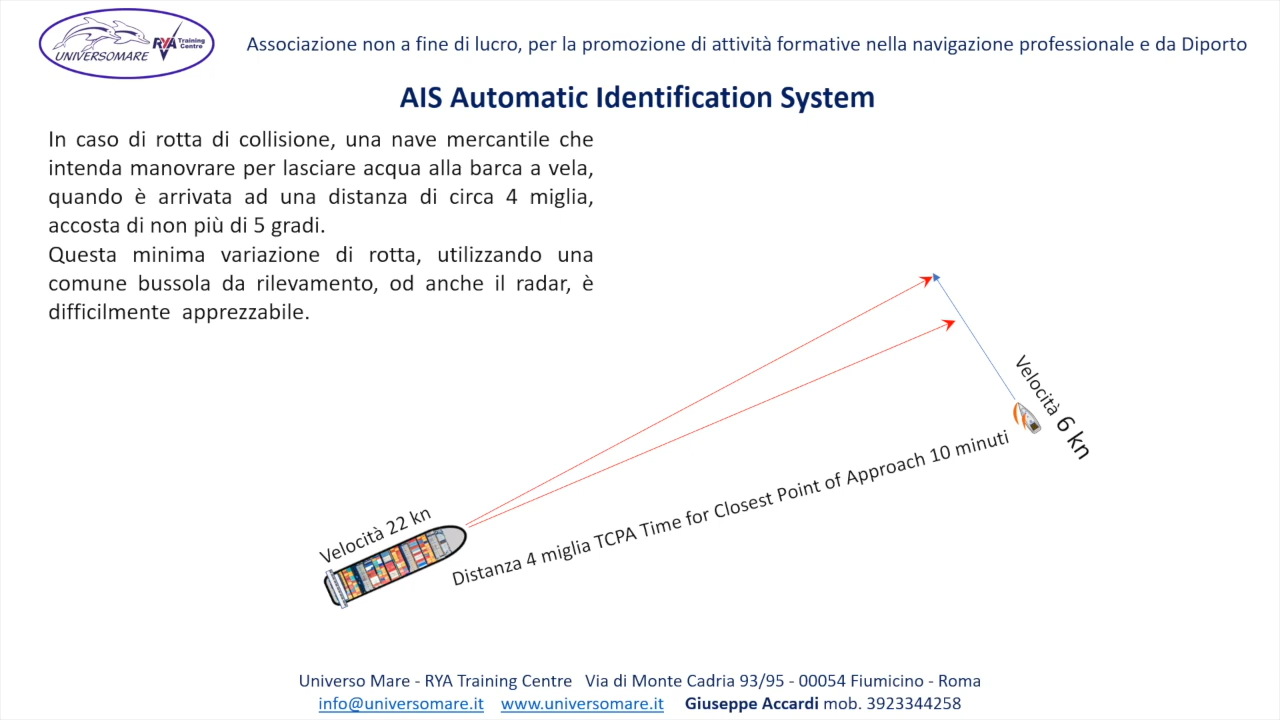 UNIVERSOMARE
RYA Training Centre
Associazione non a fine di lucro, per la promozione di attività formative nella navigazione professionale e da Diporto
AIS Automatic Identification System
In caso di rotta di collisione, una nave mercantile che
intenda manovrare per lasciare acqua alla barca a vela,
quando è arrivata ad una distanza di circa 4 miglia,
accosta di non più di 5 gradi.
Questa minima variazione di rotta, utilizzando una
comune bussola da rilevamento, od anche il radar, è
difficilmente apprezzabile.
Velocità 6 kn
Velocità 22 kn
Distanza 4 miglia TCPA Time for Closest Point of Approach 10 minuti
Universo Mare - RYA Training Centre Via di Monte Cadria 93/95 - 00054 Fiumicino - Roma
info@universomare.it www.universomare.it Giuseppe Accardi mob. 3923344258